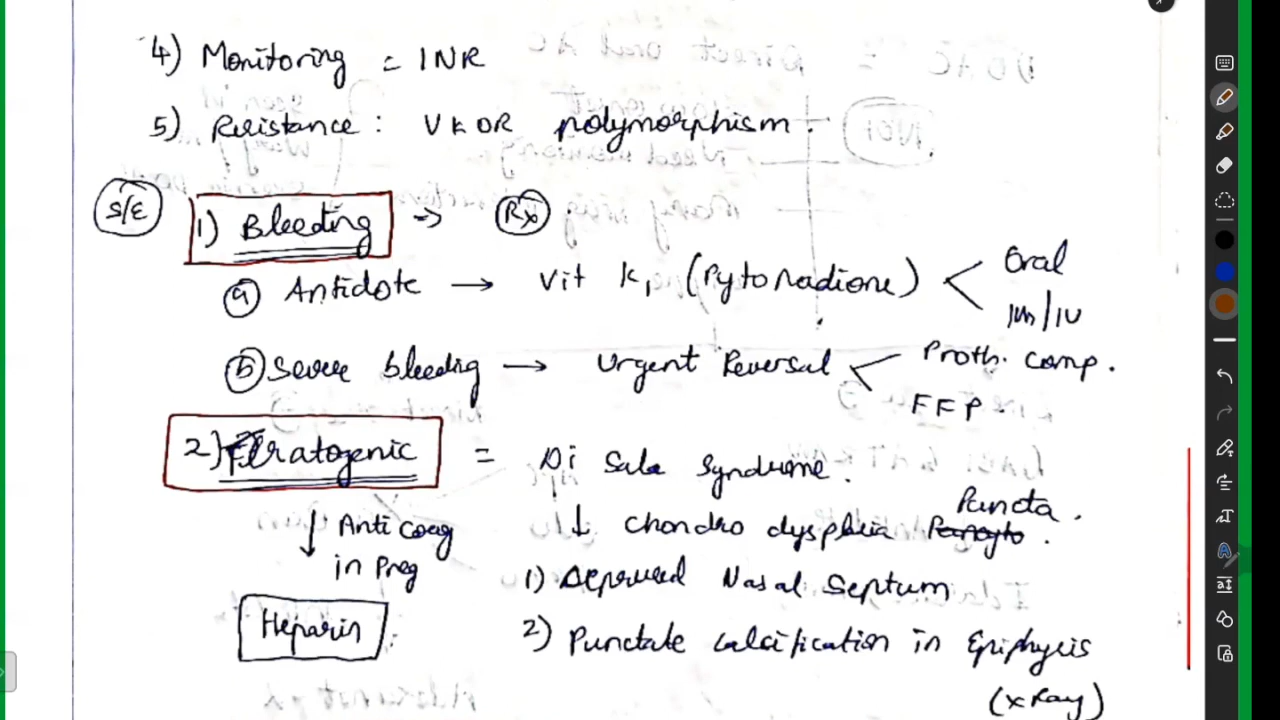 4) Monitoring = INR
5) Resistance : VKOR polymorphism.
S/E 1) Bleeding → Rx :
a) Antidote → Vit K1 (Pytonadione) < Oral
IM/IV
b) Severe bleeding → Urgent Reversal < Proth. comp.
FFP
2) Teratogenic = Di Sala Syndrome.
↓ Anti Coag in Preg
↓ Chondro dysplasia Puncta.
1) Depressed Nasal Septum
Heparin
2) Punctate calcification in Epiphysis
(x Ray)